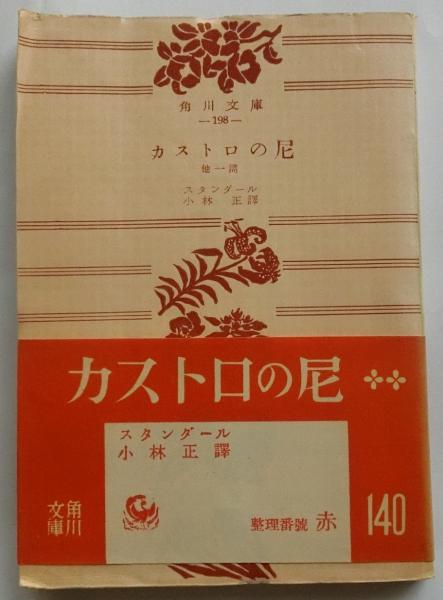 角川文庫
—198—
カストロの尼
他一篇
スタンダール
小林 正譯
カストロの尼
スタンダール
小林正譯
角川文庫
整理番號 赤
140